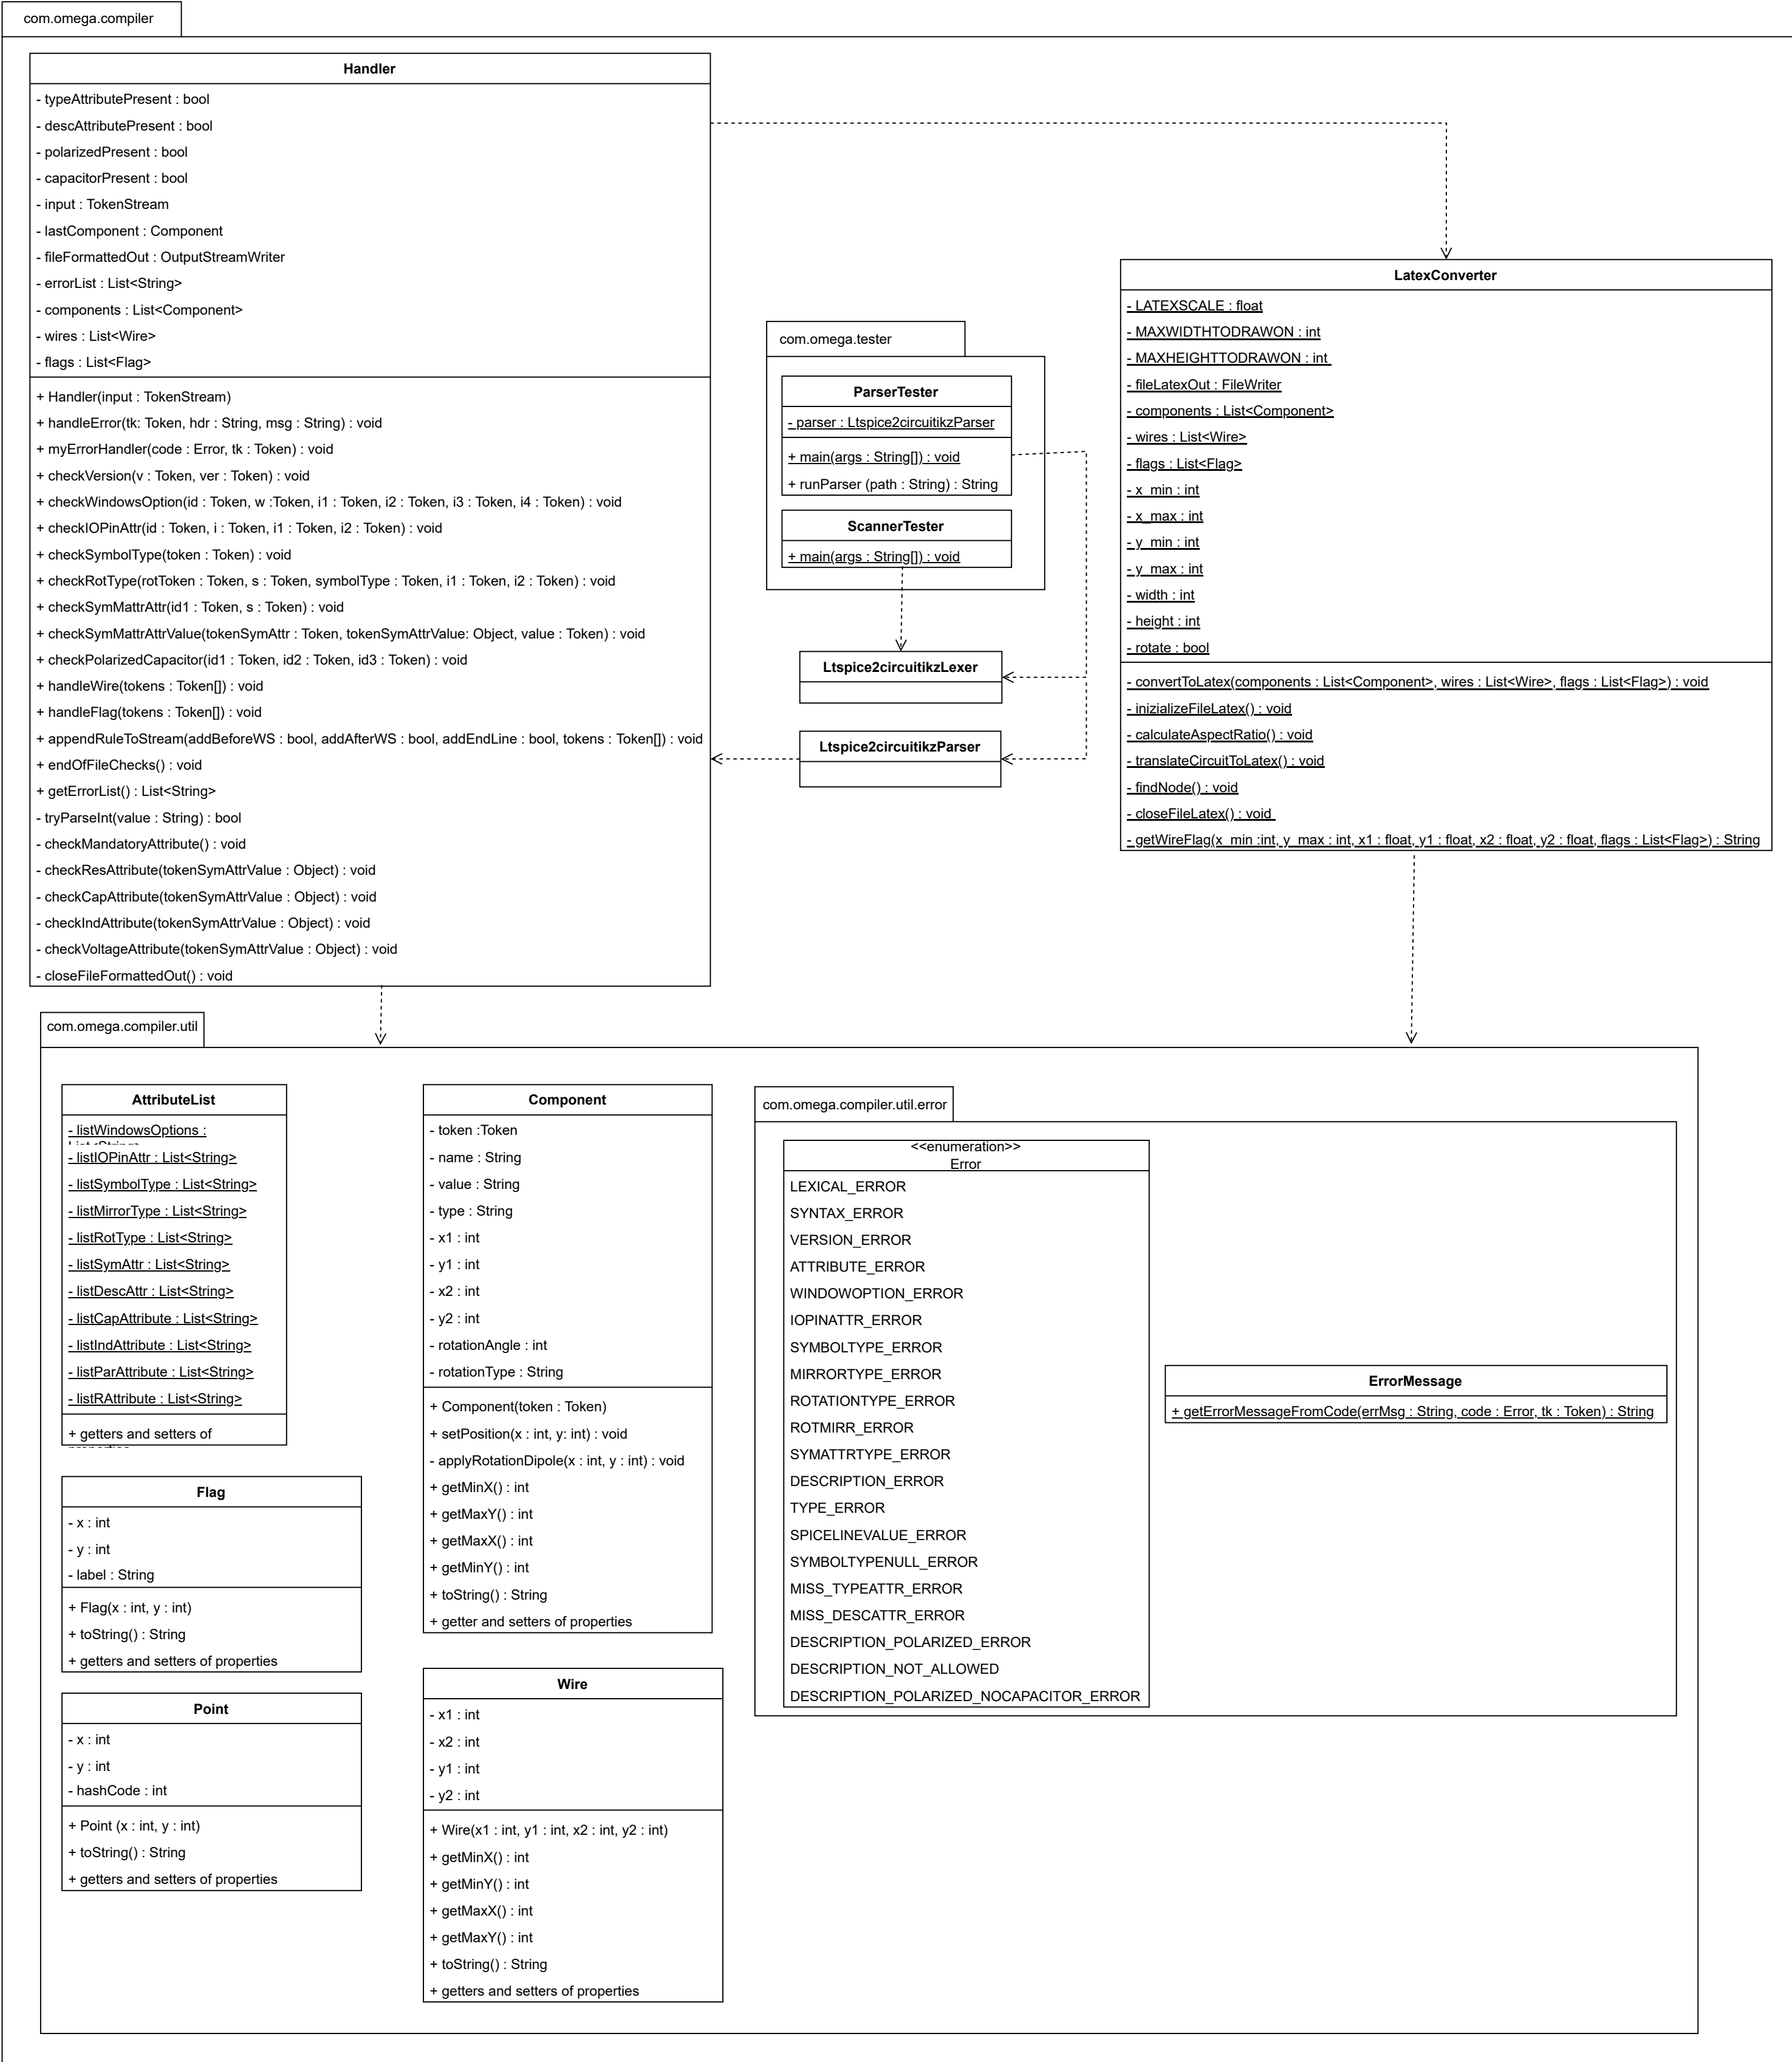 com.omega.compiler
Handler
- typeAttributePresent : bool
- descAttributePresent : bool
- polarizedPresent : bool
- capacitorPresent : bool
- input : TokenStream
- lastComponent : Component
- fileFormattedOut : OutputStreamWriter
- errorList : List<String>
- components : List<Component>
- wires : List<Wire>
- flags : List<Flag>
+ Handler(input : TokenStream)
+ handleError(tk: Token, hdr : String, msg : String) : void
+ myErrorHandler(code : Error, tk : Token) : void
+ checkVersion(v : Token, ver : Token) : void
+ checkWindowsOption(id : Token, w :Token, i1 : Token, i2 : Token, i3 : Token, i4 : Token) : void
+ checkIOPinAttr(id : Token, i : Token, i1 : Token, i2 : Token) : void
+ checkSymbolType(token : Token) : void
+ checkRotType(rotToken : Token, s : Token, symbolType : Token, i1 : Token, i2 : Token) : void
+ checkSymMattrAttr(id1 : Token, s : Token) : void
+ checkSymMattrAttrValue(tokenSymAttr : Token, tokenSymAttrValue: Object, value : Token) : void
+ checkPolarizedCapacitor(id1 : Token, id2 : Token, id3 : Token) : void
+ handleWire(tokens : Token[]) : void
+ handleFlag(tokens : Token[]) : void
+ appendRuleToStream(addBeforeWS : bool, addAfterWS : bool, addEndLine : bool, tokens : Token[]) : void
+ endOfFileChecks() : void
+ getErrorList() : List<String>
- tryParseInt(value : String) : bool
- checkMandatoryAttribute() : void
- checkResAttribute(tokenSymAttrValue : Object) : void
- checkCapAttribute(tokenSymAttrValue : Object) : void
- checkIndAttribute(tokenSymAttrValue : Object) : void
- checkVoltageAttribute(tokenSymAttrValue : Object) : void
- closeFileFormattedOut() : void
com.omega.tester
ParserTester
- parser : Ltspice2circuitikzParser
+ main(args : String[]) : void
+ runParser (path : String) : String
ScannerTester
+ main(args : String[]) : void
Ltspice2circuitikzLexer
Ltspice2circuitikzParser
LatexConverter
- LATEXSCALE : float
- MAXWIDTHTODRAWON : int
- MAXHEIGHTTODRAWON : int
- fileLatexOut : FileWriter
- components : List<Component>
- wires : List<Wire>
- flags : List<Flag>
- x_min : int
- x_max : int
- y_min : int
- y_max : int
- width : int
- height : int
- rotate : bool
- convertToLatex(components : List<Component>, wires : List<Wire>, flags : List<Flag>) : void
- inizializeFileLatex() : void
- calculateAspectRatio() : void
- translateCircuitToLatex() : void
- findNode() : void
- closeFileLatex() : void
- getWireFlag(x_min :int, y_max : int, x1 : float, y1 : float, x2 : float, y2 : float, flags : List<Flag>) : String
com.omega.compiler.util
AttributeList
- listWindowsOptions :
- listIOPinAttr : List<String>
- listSymbolType : List<String>
- listMirrorType : List<String>
- listRotType : List<String>
- listSymAttr : List<String>
- listDescAttr : List<String>
- listCapAttribute : List<String>
- listIndAttribute : List<String>
- listParAttribute : List<String>
- listRAttribute : List<String>
+ getters and setters of
Flag
- x : int
- y : int
- label : String
+ Flag(x : int, y : int)
+ toString() : String
+ getters and setters of properties
Point
- x : int
- y : int
- hashCode : int
+ Point (x : int, y : int)
+ toString() : String
+ getters and setters of properties
Component
- token :Token
- name : String
- value : String
- type : String
- x1 : int
- y1 : int
- x2 : int
- y2 : int
- rotationAngle : int
- rotationType : String
+ Component(token : Token)
+ setPosition(x : int, y: int) : void
- applyRotationDipole(x : int, y : int) : void
+ getMinX() : int
+ getMaxY() : int
+ getMaxX() : int
+ getMinY() : int
+ toString() : String
+ getter and setters of properties
Wire
- x1 : int
- x2 : int
- y1 : int
- y2 : int
+ Wire(x1 : int, y1 : int, x2 : int, y2 : int)
+ getMinX() : int
+ getMinY() : int
+ getMaxX() : int
+ getMaxY() : int
+ toString() : String
+ getters and setters of properties
com.omega.compiler.util.error
<<enumeration>>
Error
LEXICAL_ERROR
SYNTAX_ERROR
VERSION_ERROR
ATTRIBUTE_ERROR
WINDOWOPTION_ERROR
IOPINATTR_ERROR
SYMBOLTYPE_ERROR
MIRRORTYPE_ERROR
ROTATIONTYPE_ERROR
ROTMIRR_ERROR
SYMATTRTYPE_ERROR
DESCRIPTION_ERROR
TYPE_ERROR
SPICELINEVALUE_ERROR
SYMBOLTYPENULL_ERROR
MISS_TYPEATTR_ERROR
MISS_DESCATTR_ERROR
DESCRIPTION_POLARIZED_ERROR
DESCRIPTION_NOT_ALLOWED
DESCRIPTION_POLARIZED_NOCAPACITOR_ERROR
ErrorMessage
+ getErrorMessageFromCode(errMsg : String, code : Error, tk : Token) : String